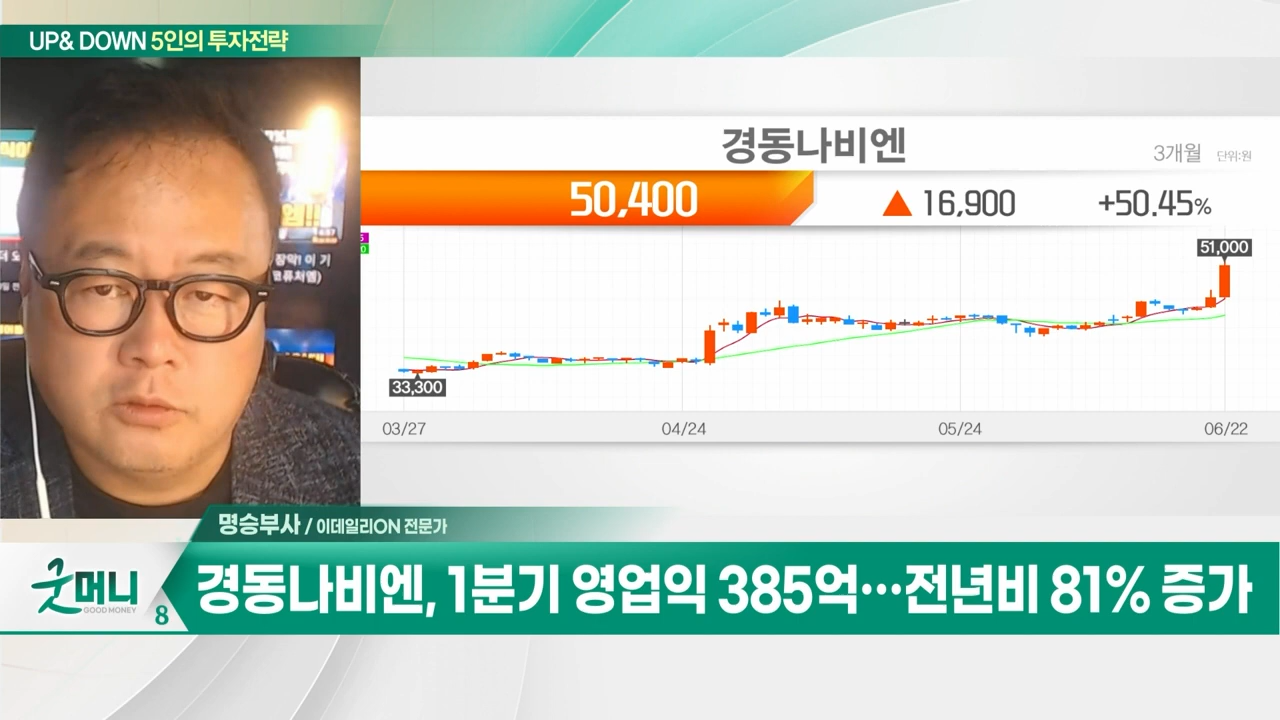 UP& DOWN 5인의 투자전략
경동나비엔
3개월 단위:원
50,400
▲ 16,900
+50.45%
51,000
33,300
03/27
04/24
05/24
06/22
명승부사 / 이데일리ON 전문가
굿머니
GOOD MONEY
8
경동나비엔, 1분기 영업익 385억…전년비 81% 증가